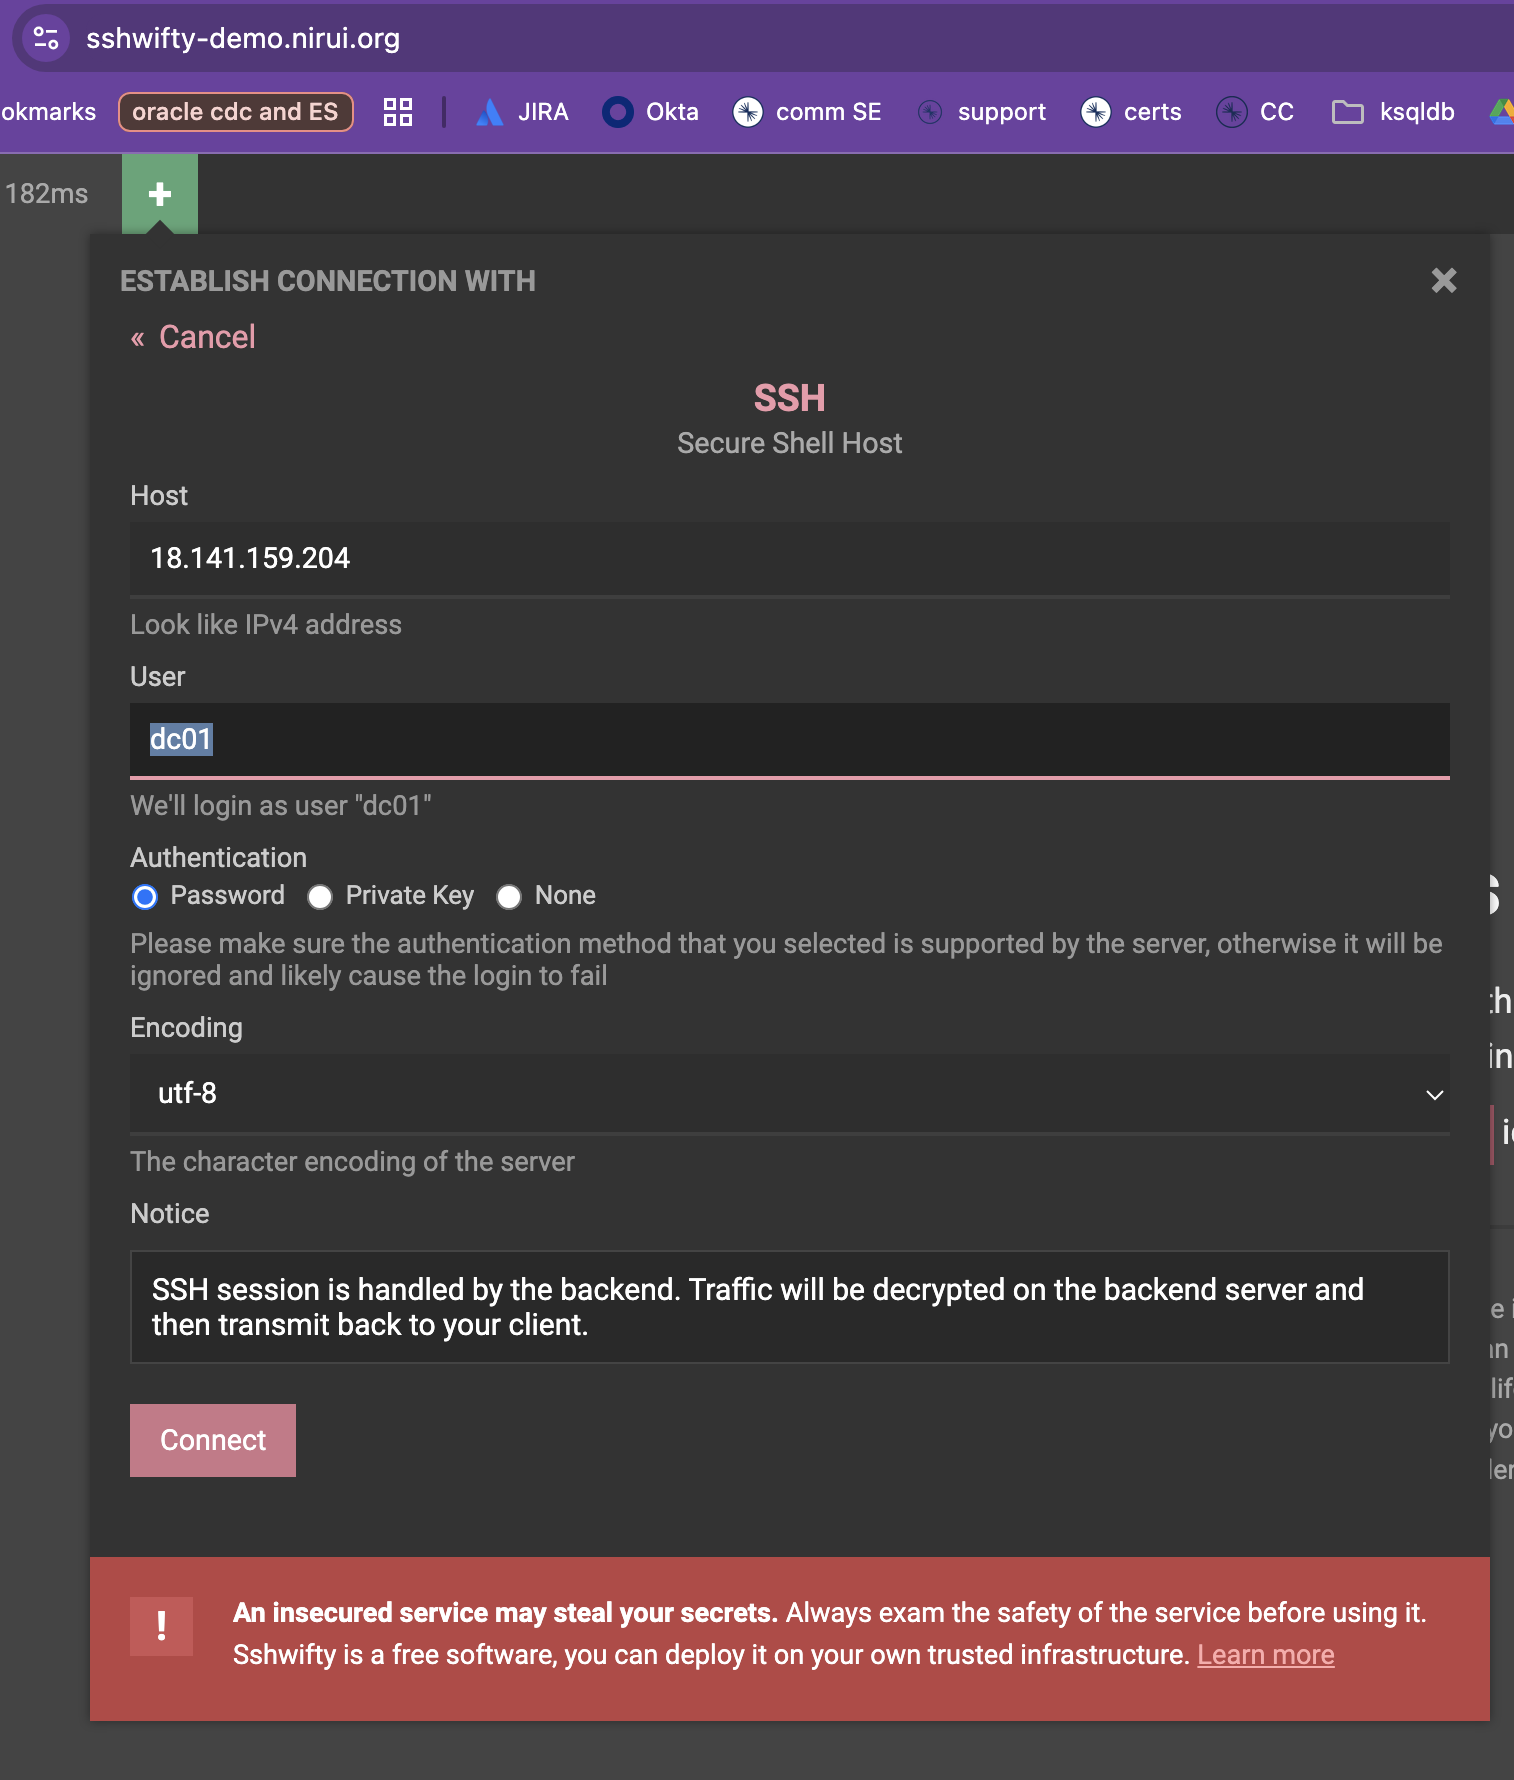 sshwifty-demo.nirui.org
okmarks oracle cdc and ES JIRA Okta comm SE support certs CC ksqldb
182ms
ESTABLISH CONNECTION WITH
« Cancel
SSH
Secure Shell Host
Host
18.141.159.204
Look like IPv4 address
User
dc01
We'll login as user "dc01"
Authentication
Password Private Key None
Please make sure the authentication method that you selected is supported by the server, otherwise it will be
ignored and likely cause the login to fail
Encoding
utf-8
The character encoding of the server
Notice
SSH session is handled by the backend. Traffic will be decrypted on the backend server and
then transmit back to your client.
Connect
An insecured service may steal your secrets. Always exam the safety of the service before using it.
Sshwifty is a free software, you can deploy it on your own trusted infrastructure. Learn more